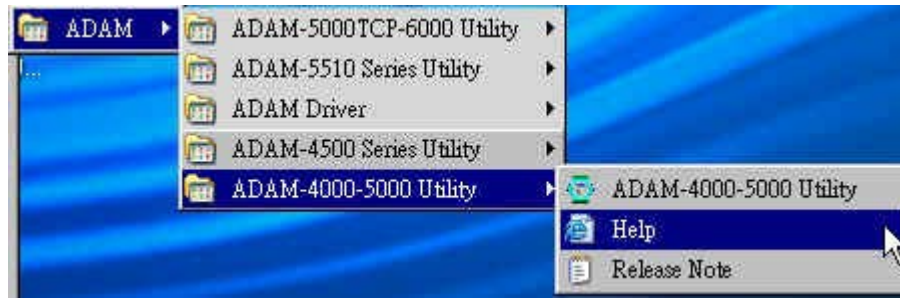 ADAM
ADAM-5000TCP-6000 Utility
ADAM-5510 Series Utility
ADAM Driver
ADAM-4500 Series Utility
ADAM-4000-5000 Utility
ADAM-4000-5000 Utility
Help
Release Note